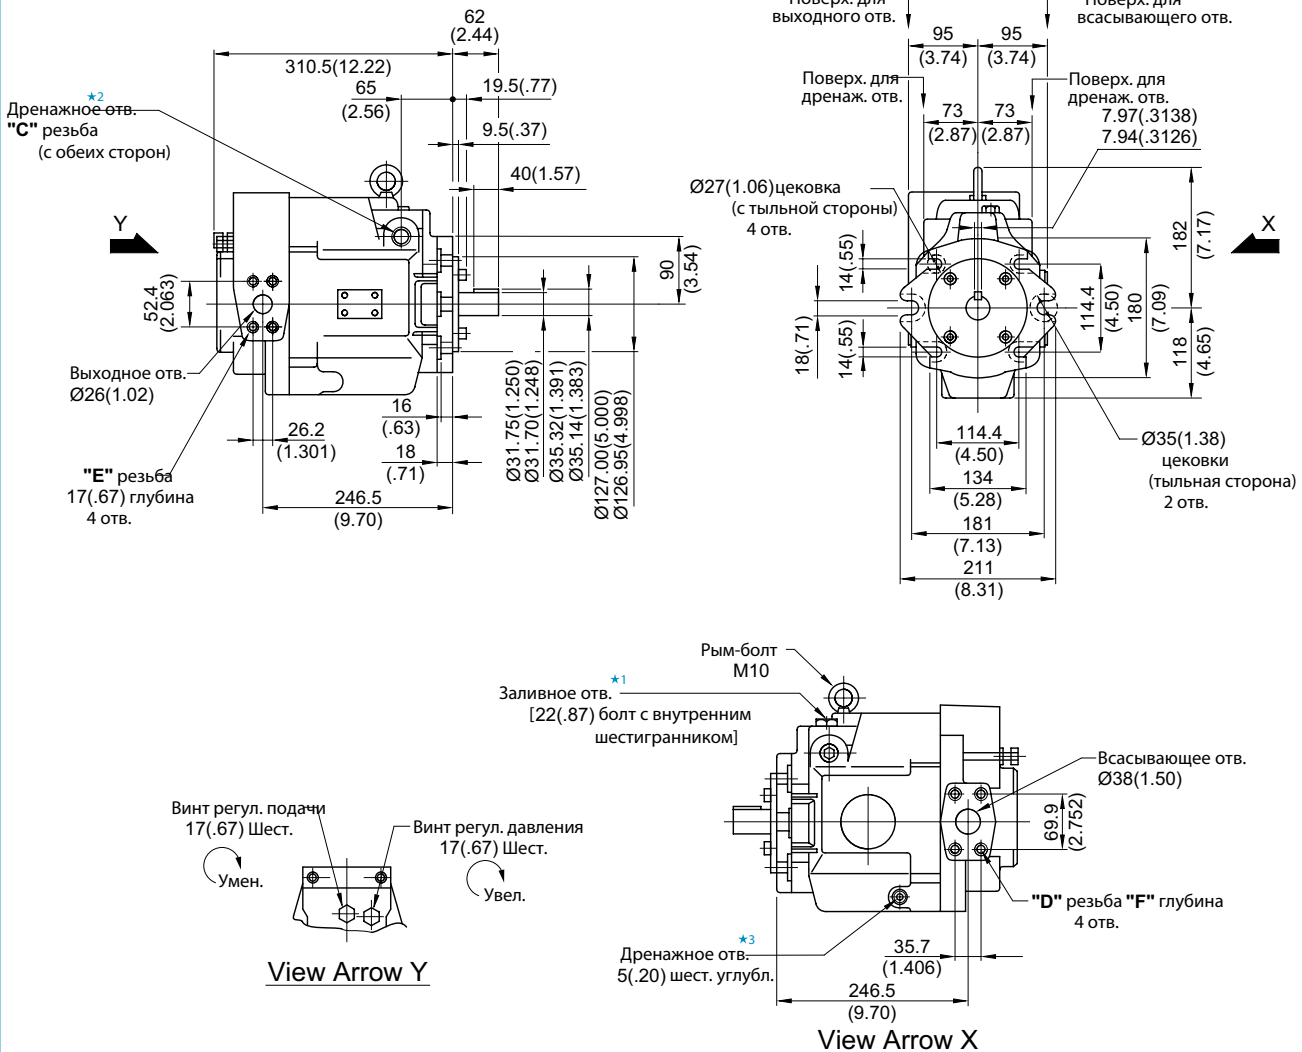 62
(2.44)
310.5(12.22)
65
(2.56)
19.5(.77)
9.5(.37)
40(1.57)
★2
Дренажное отв.
"C" резьба
(с обеих сторон)
Y
52.4
(2.063)
90
(3.54)
Выходное отв.
Ø26(1.02)
16
(.63)
26.2
(1.301)
18
(.71)
"E" резьба
17(.67) глубина
4 отв.
246.5
(9.70)
Ø31.75(1.250)
Ø31.70(1.248)
Ø35.32(1.391)
Ø35.14(1.383)
Ø127.00(5.000)
Ø126.95(4.998)
Поверх. для
выходного отв.
Поверх. для
всасывающего отв.
95
(3.74)
95
(3.74)
Поверх. для
дренаж. отв.
Поверх. для
дренаж. отв.
73
(2.87)
73
(2.87)
7.97(.3138)
7.94(.3126)
Ø27(1.06)цековка
(с тыльной стороны)
4 отв.
182
(7.17)
X
14(.55)
18(.71)
14(.55)
114.4
(4.50)
180
(7.09)
118
(4.65)
114.4
(4.50)
134
(5.28)
181
(7.13)
211
(8.31)
Ø35(1.38)
цековки
(тыльная сторона)
2 отв.
Рым-болт
M10
★1
Заливное отв.
[22(.87) болт с внутренним
шестигранником]
Всасывающее отв.
Ø38(1.50)
69.9
(2.752)
"D" резьба "F" глубина
4 отв.
★3
Дренажное отв.
5(.20) шест. углубл.
35.7
(1.406)
246.5
(9.70)
View Arrow X
Винт регул. подачи
17(.67) Шест.
Умен.
Винт регул. давления
17(.67) Шест.
Увел.
View Arrow Y